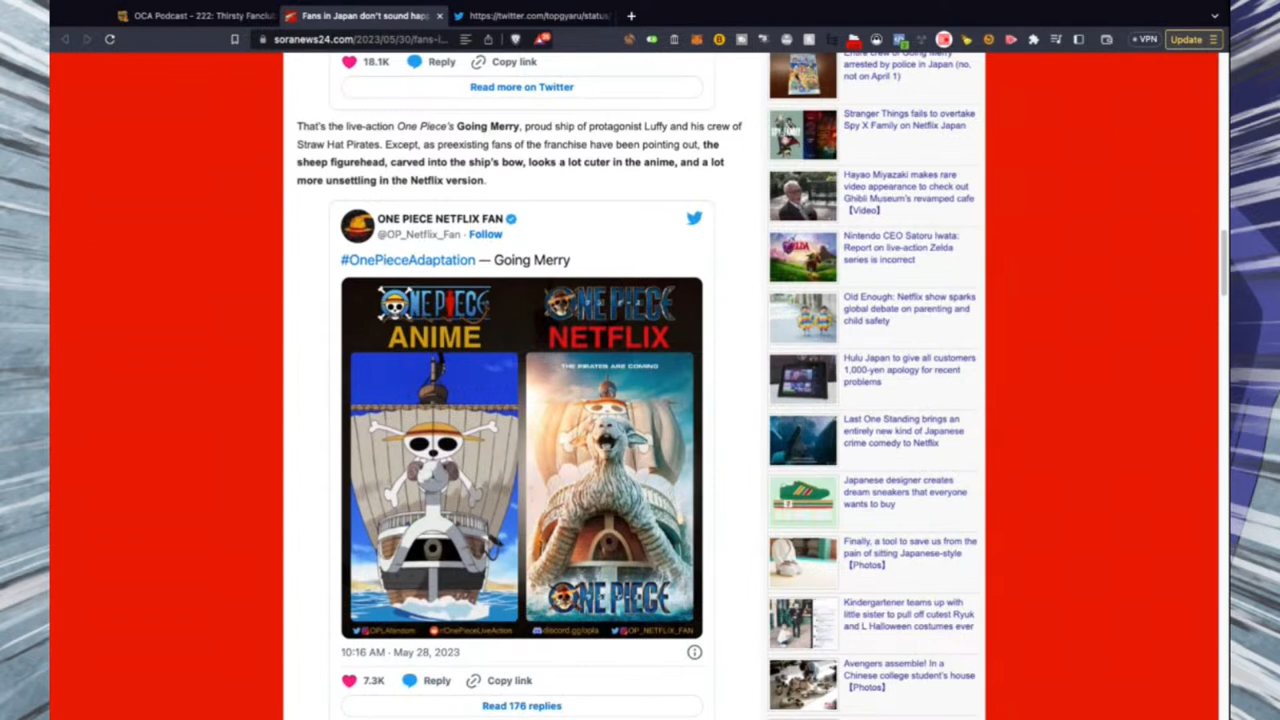 OCA Podcast - 222: Thirsty Fanclu
Fans in Japan don't sound hap
https://twitter.com/topgyaru/status/
soranews24.com/2023/05/30/fans-i...
VPN
Update
18.1K
Reply
Copy link
Read more on Twitter
That's the live-action One Piece's Going Merry, proud ship of protagonist Luffy and his crew of
Straw Hat Pirates. Except, as preexisting fans of the franchise have been pointing out, the
sheep figurehead, carved into the ship's bow, looks a lot cuter in the anime, and a lot
more unsettling in the Netflix version.
ONE PIECE NETFLIX FAN
@OP_Netflix_Fan · Follow
#OnePieceAdaptation — Going Merry
ONE PIECE
ANIME
ONE PIECE
NETFLIX
THE PIRATES ARE COMING
ONE PIECE
@OPLAfandom
r/OnePieceLiveAction
discord.gg/opla
@OP_NETFLIX_FAN
10:16 AM · May 28, 2023
7.3K
Reply
Copy link
Read 176 replies
Entire crew of Going Merry
arrested by police in Japan (no,
not on April 1)
Stranger Things fails to overtake
Spy X Family on Netflix Japan
Hayao Miyazaki makes rare
video appearance to check out
Ghibli Museum's revamped cafe
【Video】
ZELDA
Nintendo CEO Satoru Iwata:
Report on live-action Zelda
series is incorrect
Old Enough: Netflix show sparks
global debate on parenting and
child safety
Hulu Japan to give all customers
1,000-yen apology for recent
problems
Last One Standing brings an
entirely new kind of Japanese
crime comedy to Netflix
Japanese designer creates
dream sneakers that everyone
wants to buy
Finally, a tool to save us from the
pain of sitting Japanese-style
【Photos】
Kindergartener teams up with
little sister to pull off cutest Ryuk
and L Halloween costumes ever
Avengers assemble! In a
Chinese college student's house
【Photos】